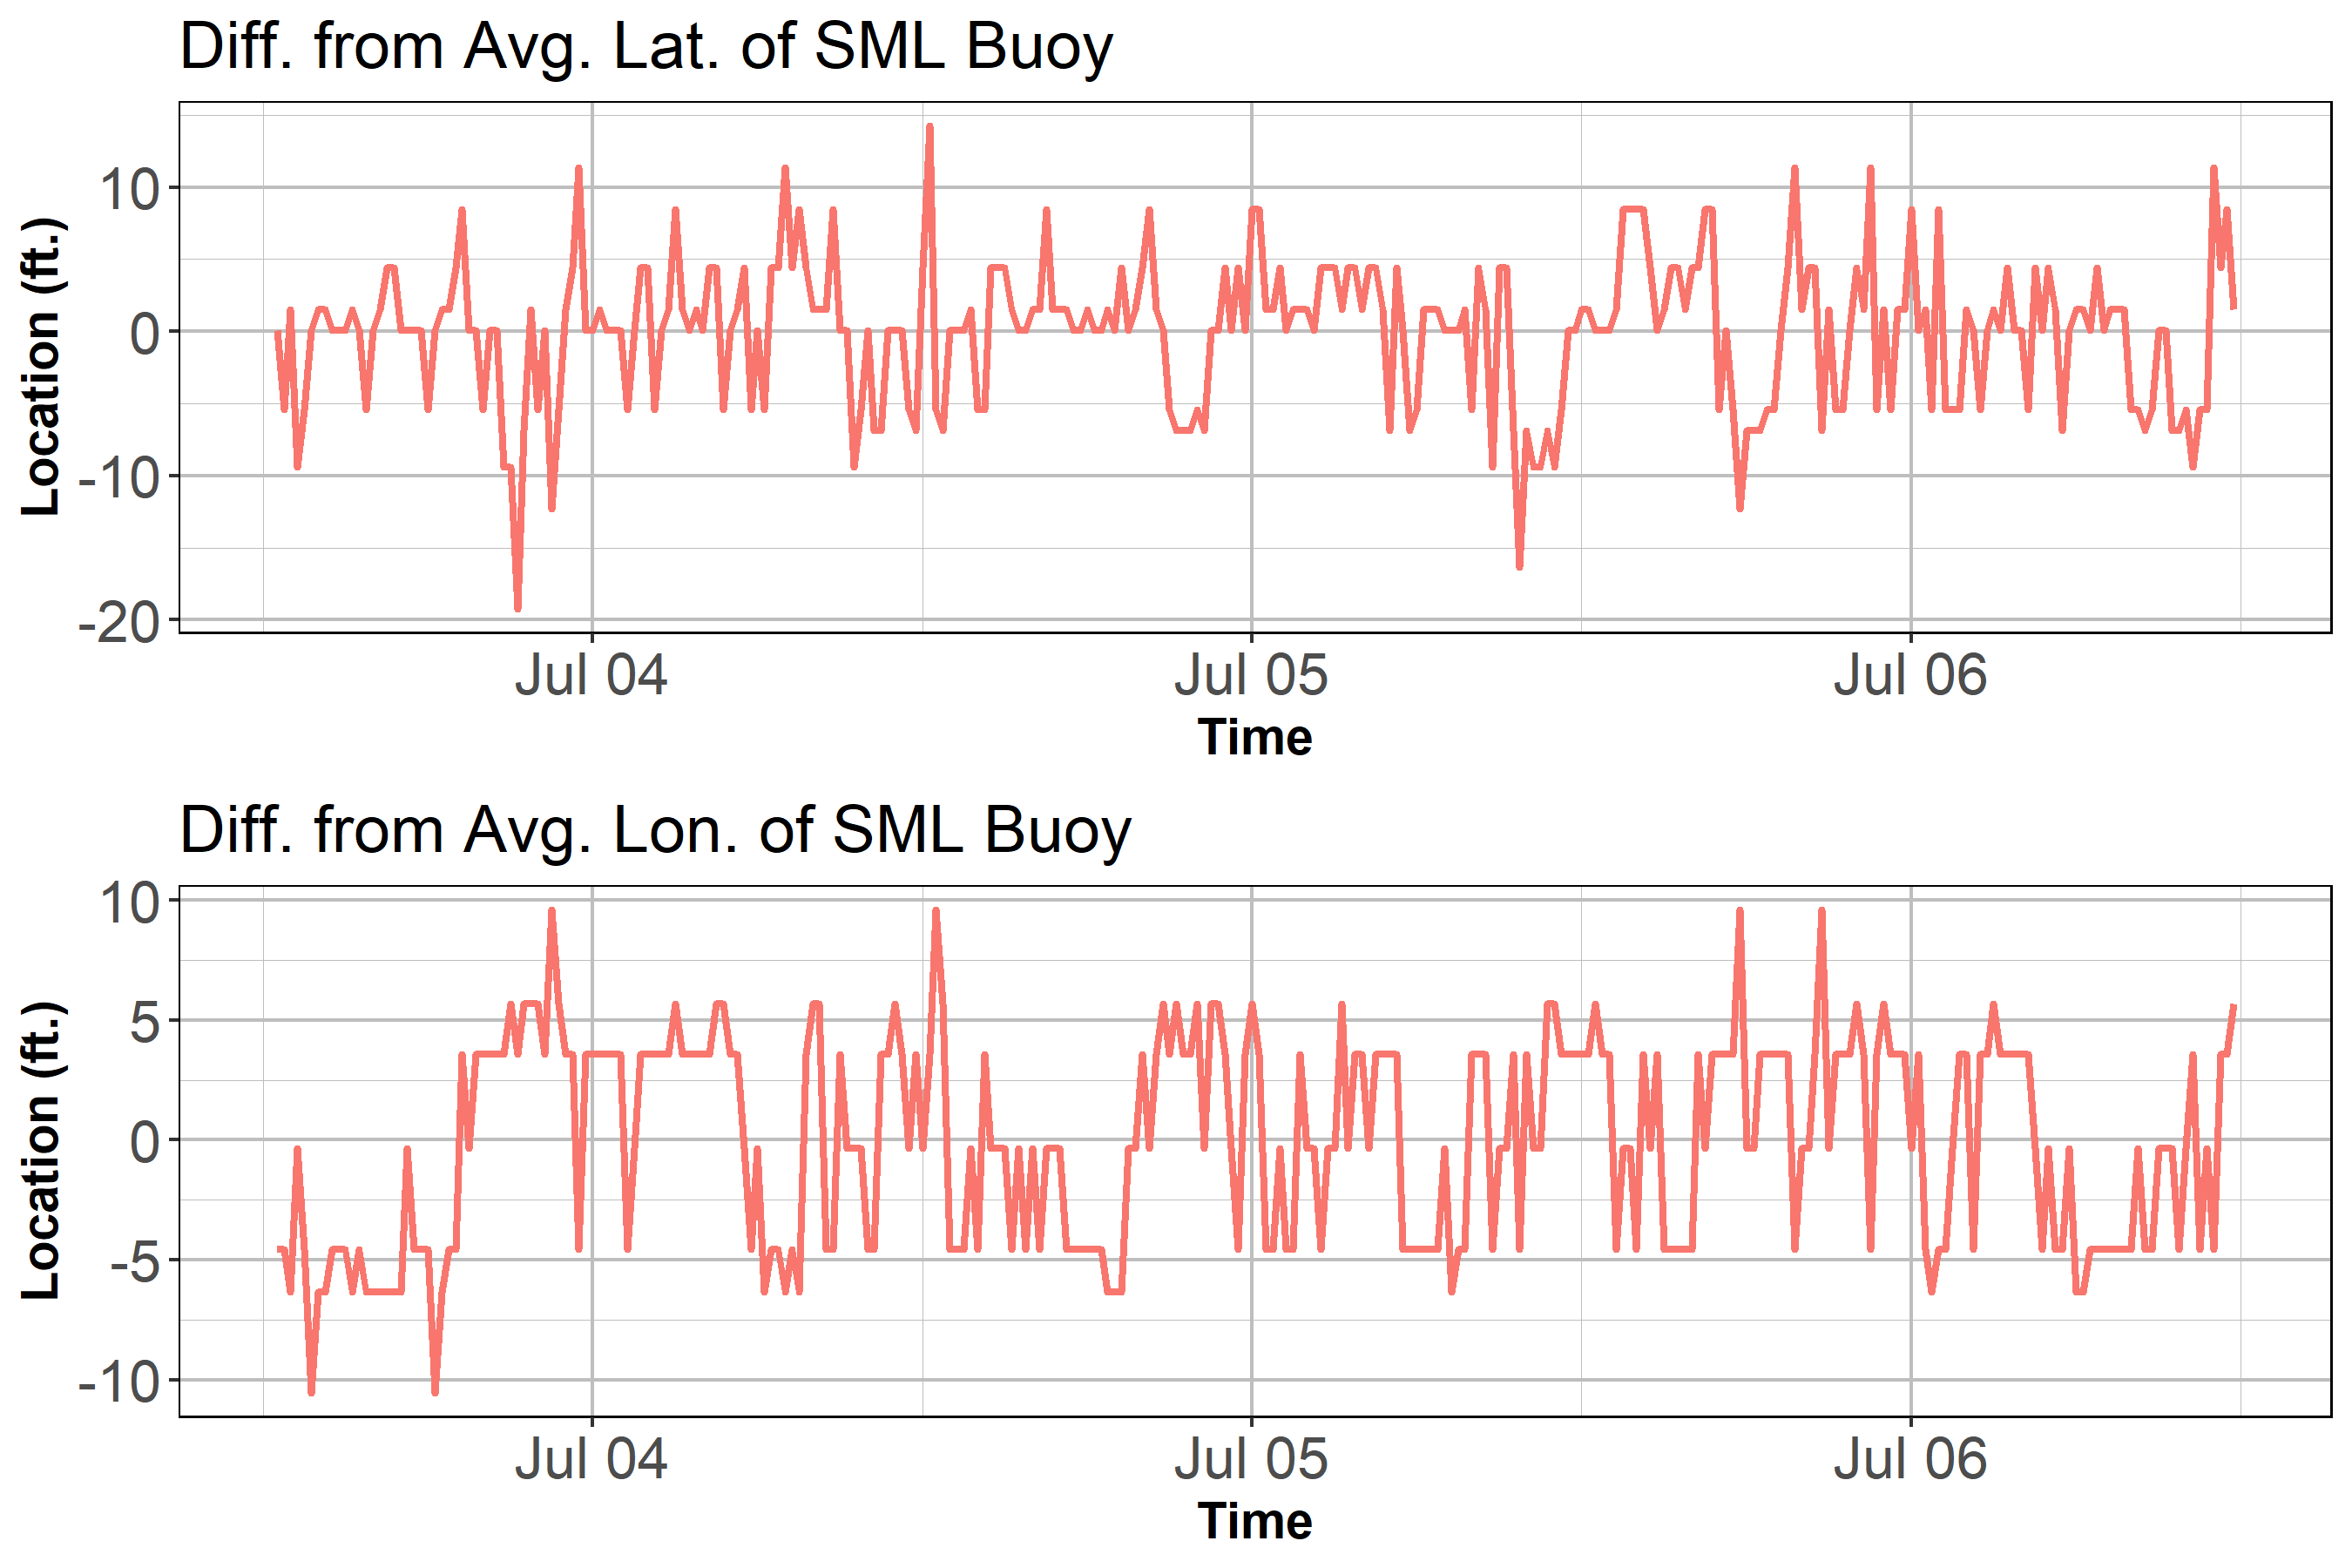 Diff. from Avg. Lat. of SML Buoy
Location (ft.)
10
0
-10
-20
Jul 04
Jul 05
Jul 06
Time
Diff. from Avg. Lon. of SML Buoy
Location (ft.)
10
5
0
-5
-10
Jul 04
Jul 05
Jul 06
Time